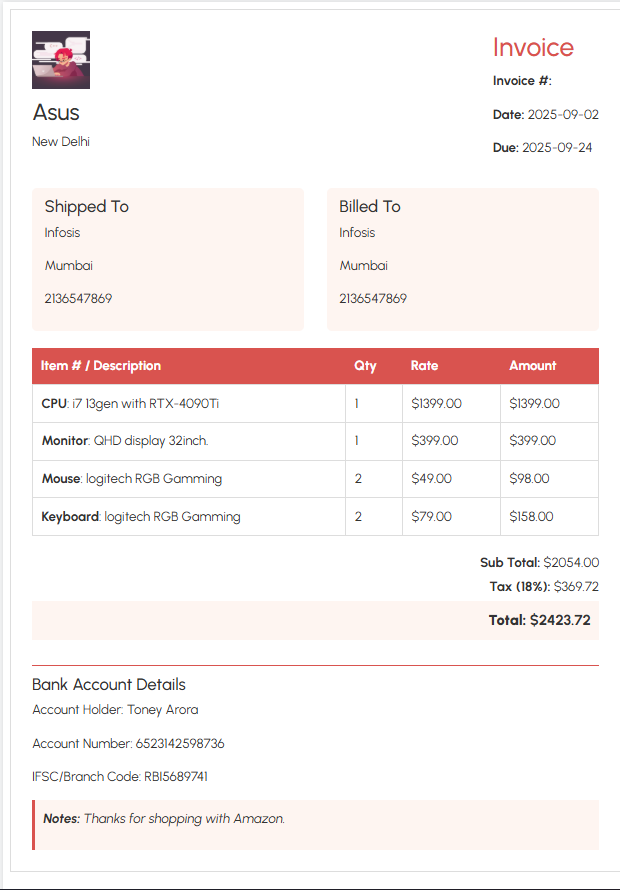 Invoice
Invoice #:
Asus
Date: 2025-09-02
New Delhi
Due: 2025-09-24
Shipped To
Infosis
Mumbai
2136547869
Billed To
Infosis
Mumbai
2136547869
Item # / Description Qty Rate Amount
CPU: i7 13gen with RTX-4090Ti 1 $1399.00 $1399.00
Monitor: QHD display 32inch. 1 $399.00 $399.00
Mouse: logitech RGB Gamming 2 $49.00 $98.00
Keyboard: logitech RGB Gamming 2 $79.00 $158.00
Sub Total: $2054.00
Tax (18%): $369.72
Total: $2423.72
Bank Account Details
Account Holder: Toney Arora
Account Number: 6523142598736
IFSC/Branch Code: RBI5689741
Notes: Thanks for shopping with Amazon.